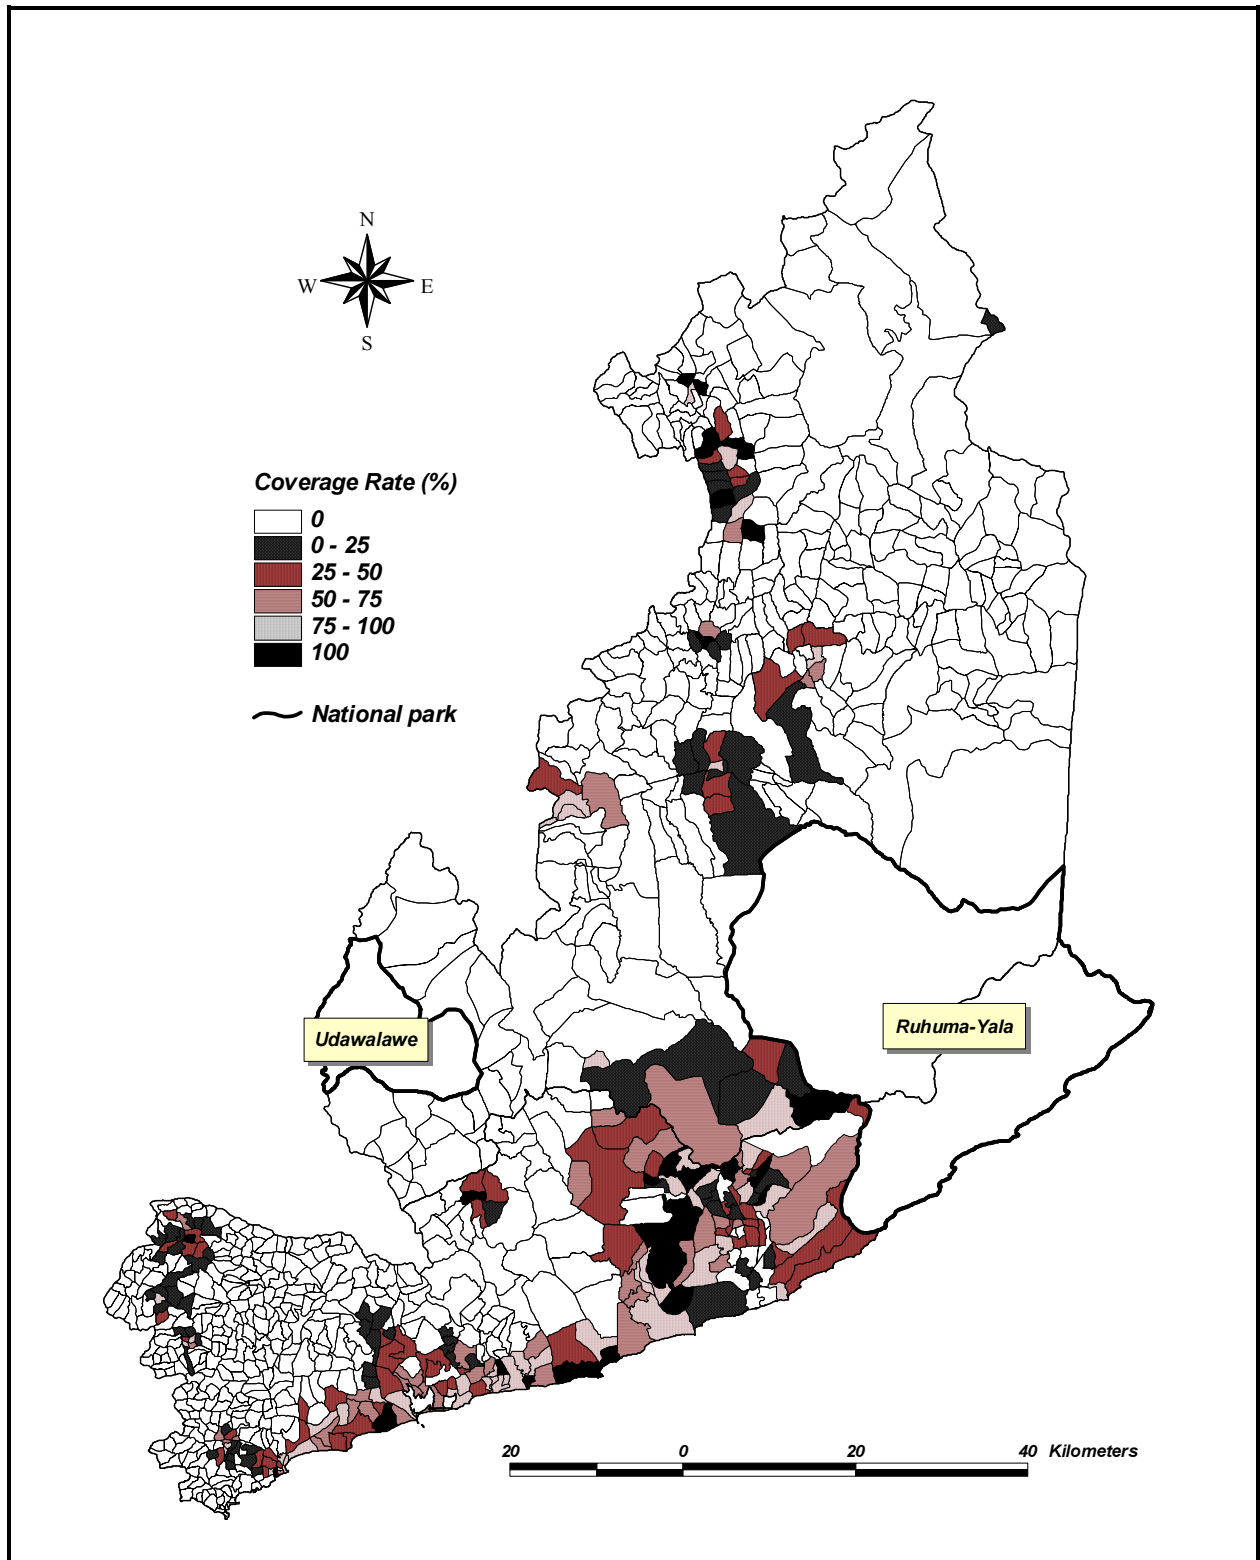 N
W E
S
Coverage Rate (%)
0
0 - 25
25 - 50
50 - 75
75 - 100
100
National park
Udawalawe
Ruhuma-Yala
20 0 20 40 Kilometers